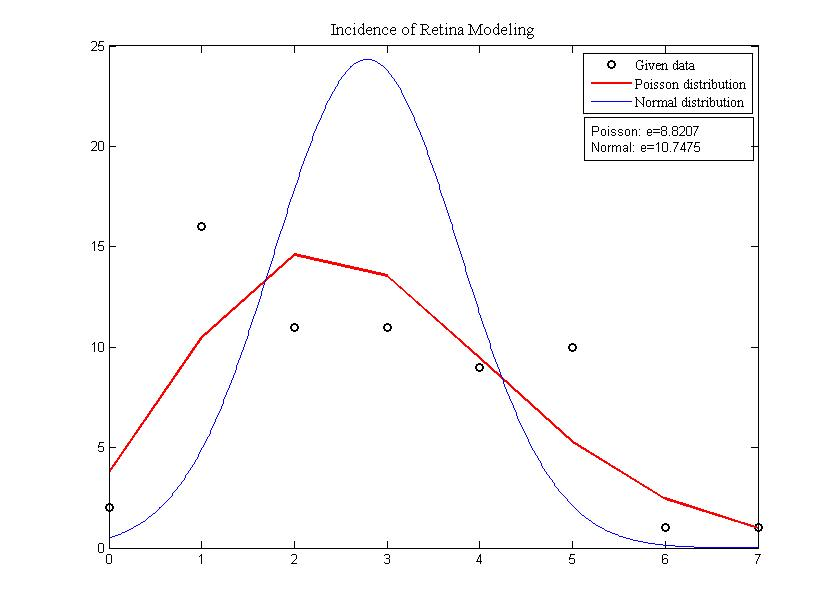 Incidence of Retina Modeling
25
20
15
10
5
0
0 1 2 3 4 5 6 7
Given data
Poisson distribution
Normal distribution
Poisson: e=8.8207
Normal: e=10.7475